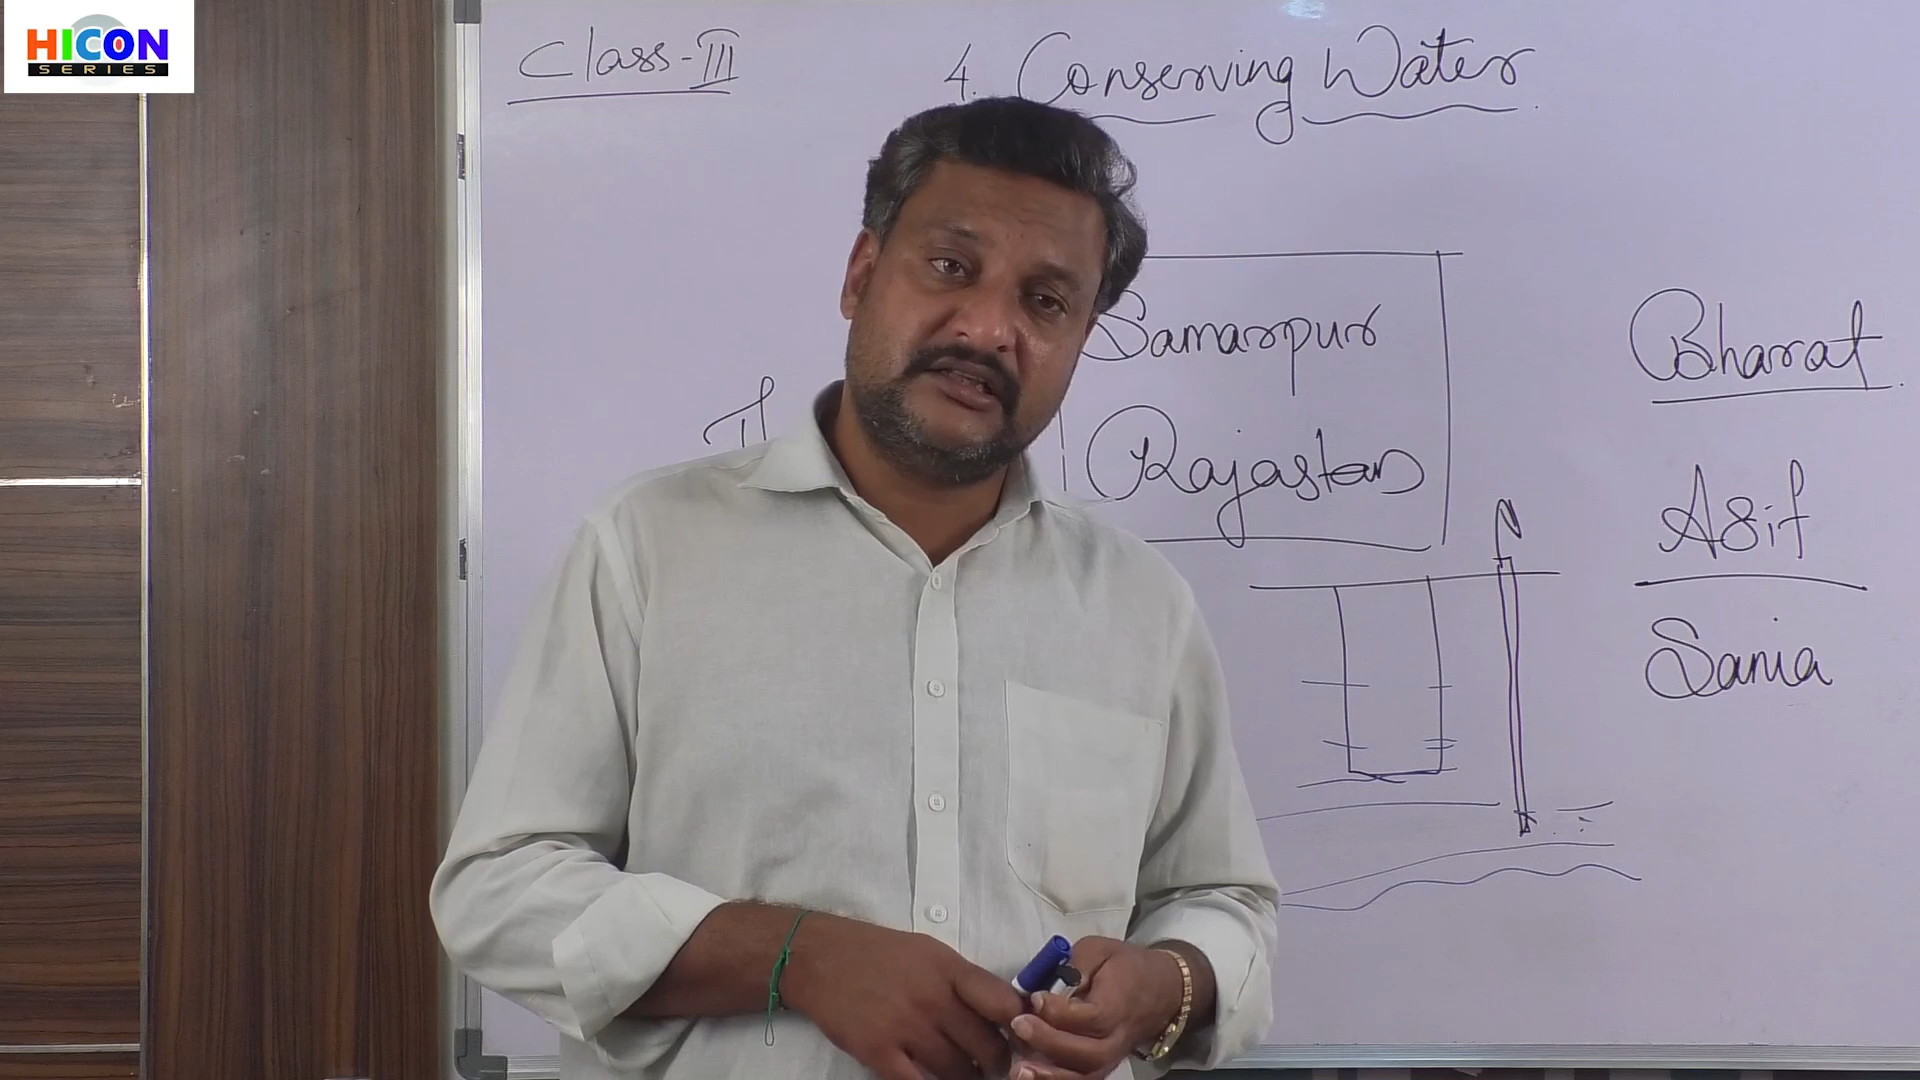 HICON
SERIES
Class-III
4. Conserving Water
Samarpur
Rajastan
Bharat
Asif
Sania